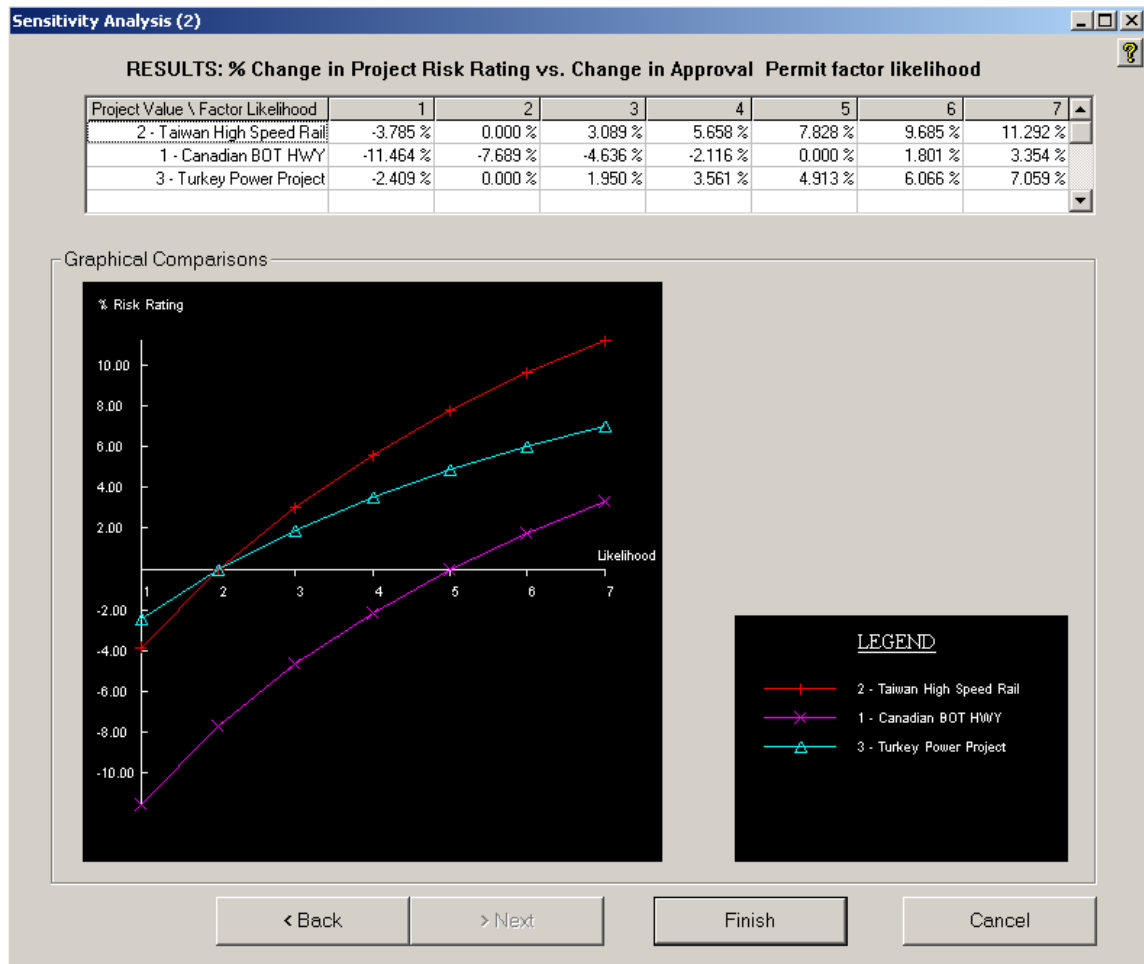 Sensitivity Analysis (2)
RESULTS: % Change in Project Risk Rating vs. Change in Approval Permit factor likelihood
Project Value \ Factor Likelihood 1 2 3 4 5 6 7
2 - Taiwan High Speed Rail -3.785 % 0.000 % 3.089 % 5.658 % 7.828 % 9.685 % 11.292 %
1 - Canadian BOT HWY -11.464 % -7.689 % -4.636 % -2.116 % 0.000 % 1.801 % 3.354 %
3 - Turkey Power Project -2.409 % 0.000 % 1.950 % 3.561 % 4.913 % 6.066 % 7.059 %
Graphical Comparisons
% Risk Rating
10.00
8.00
6.00
4.00
2.00
Likelihood
1 2 3 4 5 6 7
-2.00
-4.00
-6.00
-8.00
-10.00
LEGEND
2 - Taiwan High Speed Rail
1 - Canadian BOT HWY
3 - Turkey Power Project
< Back > Next Finish Cancel